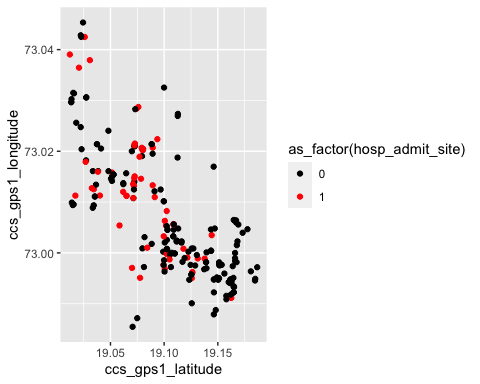 73.04
73.02
73.00
ccs_gps1_longitude
19.05 19.10 19.15
ccs_gps1_latitude
as_factor(hosp_admit_site)
0
1